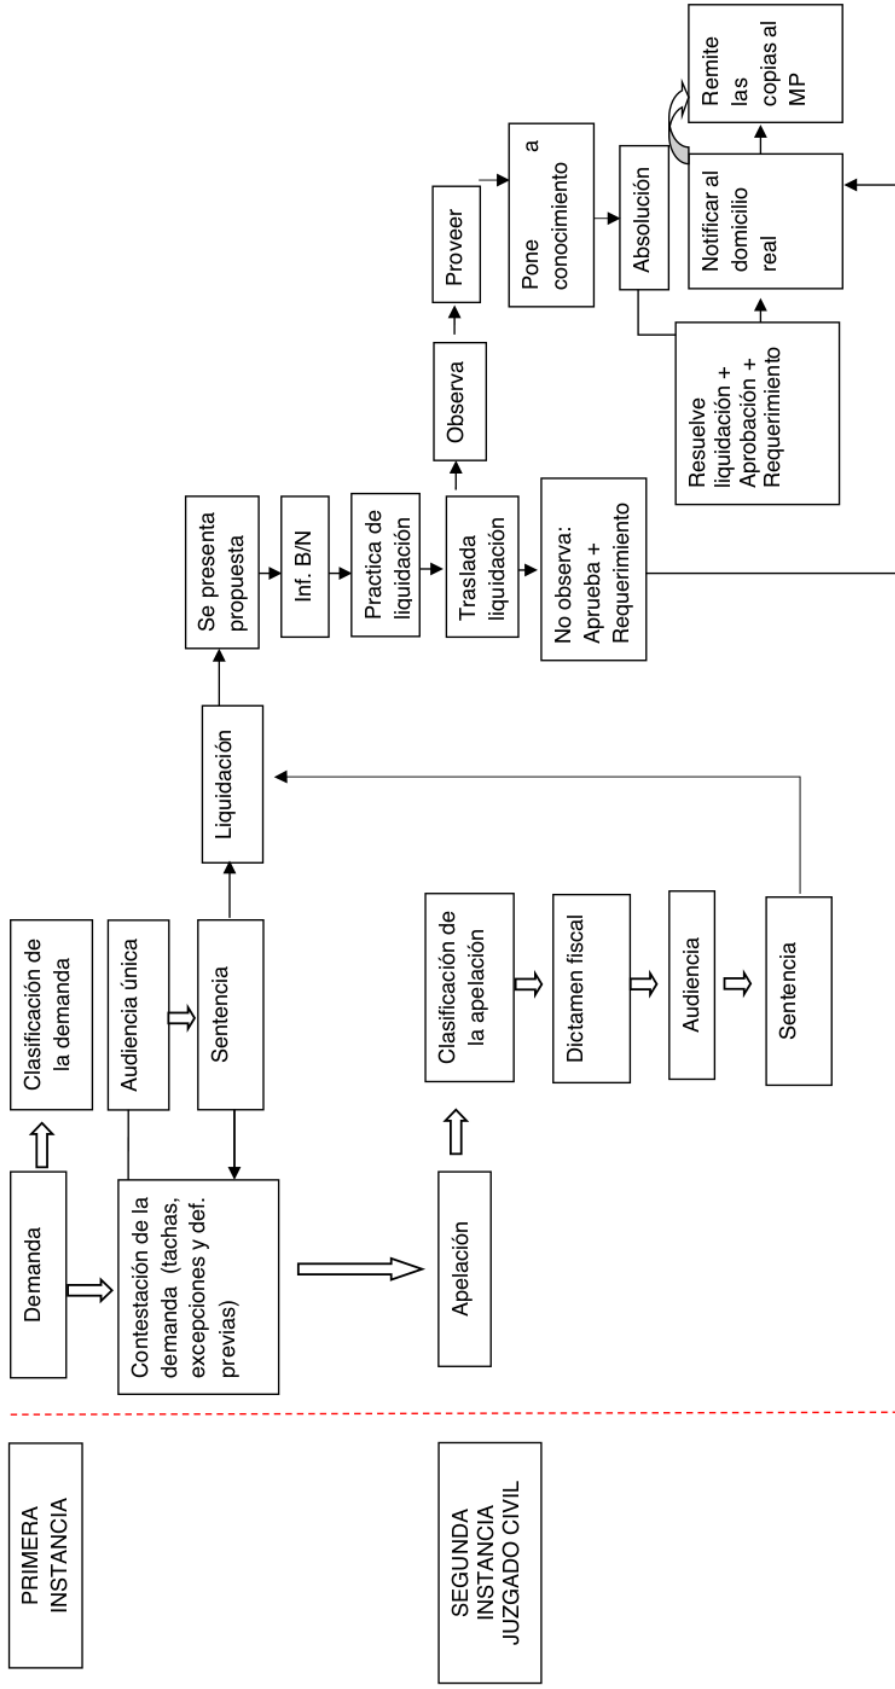 PRIMERA
INSTANCIA
Demanda
Clasificación de
la demanda
Contestación de la
demanda (tachas,
excepciones y def.
previas)
Audiencia única
Sentencia
Liquidación
Se presenta
propuesta
Inf. B/N
Practica de
liquidación
Traslada
liquidación
Observa
Proveer
Pone a
conocimiento
Absolución
No observa:
Aprueba +
Requerimiento
Resuelve
liquidación +
Aprobación +
Requerimiento
Notificar al
domicilio
real
Remite
las
copias al
MP
SEGUNDA
INSTANCIA
JUZGADO CIVIL
Apelación
Clasificación de
la apelación
Dictamen fiscal
Audiencia
Sentencia